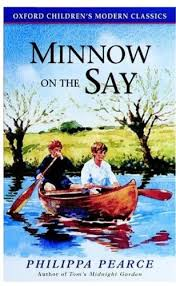 OXFORD CHILDREN'S MODERN CLASSICS
MINNOW
ON THE SAY
PHILIPPA PEARCE
Author of Tom's Midnight Garden